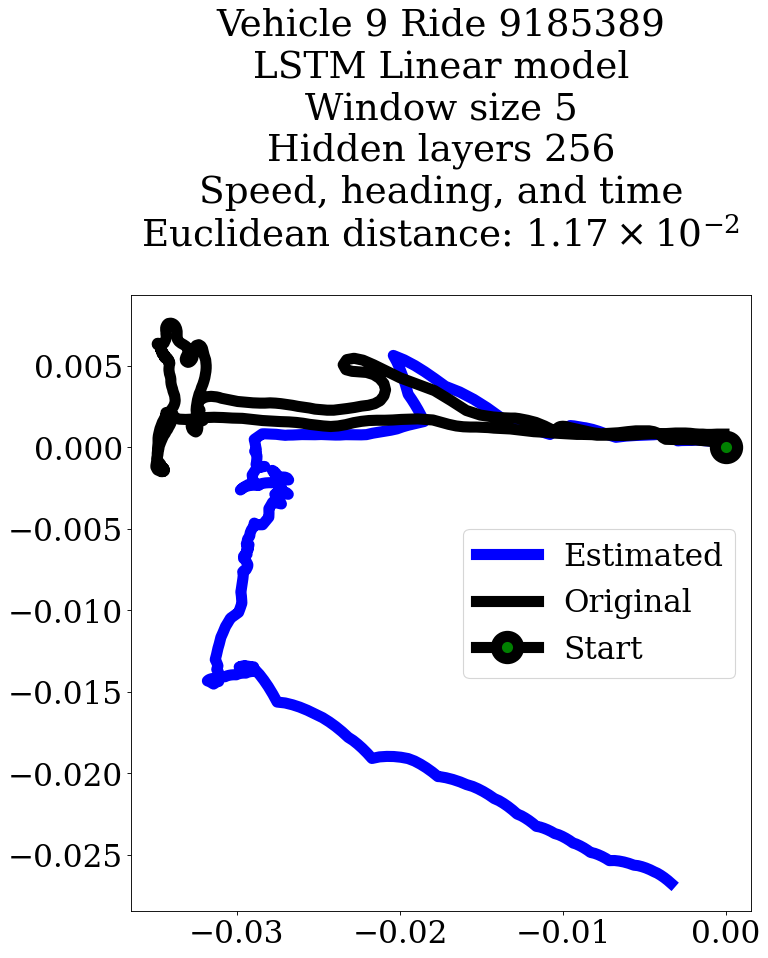 Vehicle 9 Ride 9185389
LSTM Linear model
Window size 5
Hidden layers 256
Speed, heading, and time
Euclidean distance: 1.17 × 10⁻²
0.005
0.000
−0.005
−0.010
−0.015
−0.020
−0.025
Estimated
Original
Start
−0.03 −0.02 −0.01 0.00